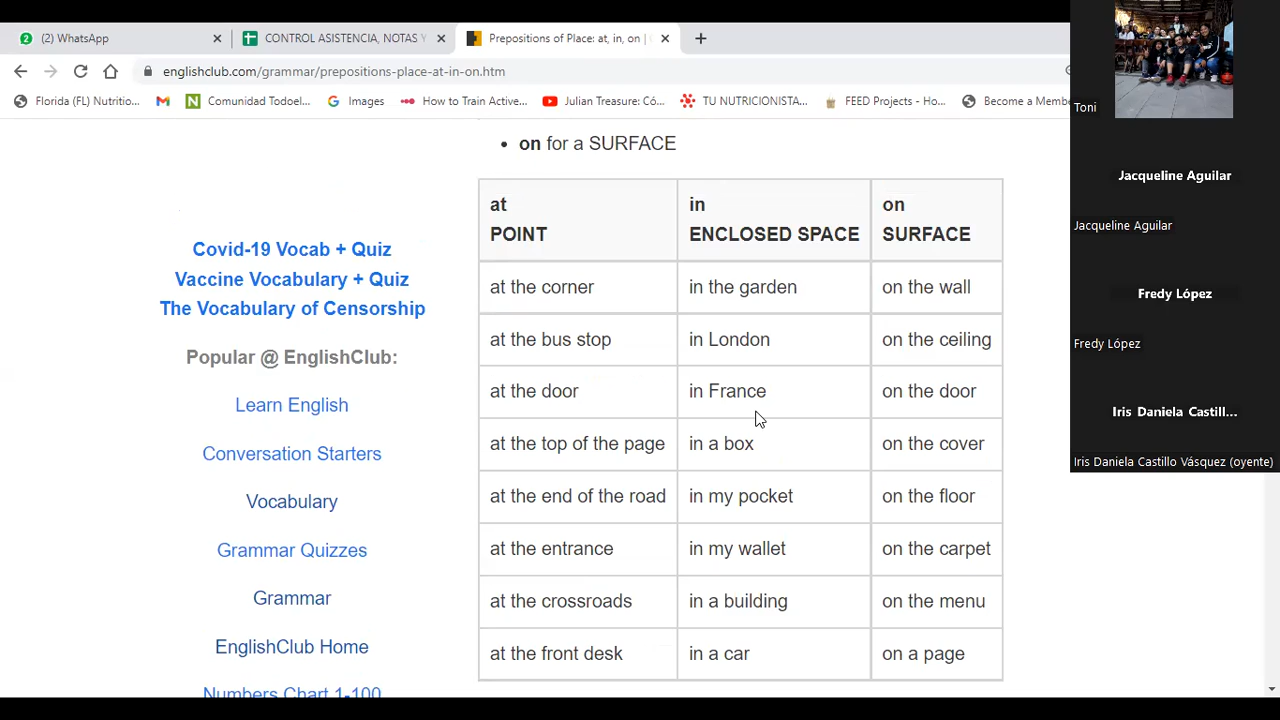 (2) WhatsApp
CONTROL ASISTENCIA, NOTAS Y
Prepositions of Place: at, in, on |
englishclub.com/grammar/prepositions-place-at-in-on.htm
Florida (FL) Nutritio...
Comunidad Todoel...
Images
How to Train Active...
Julian Treasure: Có...
TU NUTRICIONISTA...
FEED Projects - Ho...
Become a Memb
Toni
Jacqueline Aguilar
Jacqueline Aguilar
Fredy López
Fredy López
Iris Daniela Castill...
Iris Daniela Castillo Vásquez (oyente)
• on for a SURFACE
Covid-19 Vocab + Quiz
Vaccine Vocabulary + Quiz
The Vocabulary of Censorship
Popular @ EnglishClub:
Learn English
Conversation Starters
Vocabulary
Grammar Quizzes
Grammar
EnglishClub Home
Numbers Chart 1-100
at in on
POINT ENCLOSED SPACE SURFACE
at the corner in the garden on the wall
at the bus stop in London on the ceiling
at the door in France on the door
at the top of the page in a box on the cover
at the end of the road in my pocket on the floor
at the entrance in my wallet on the carpet
at the crossroads in a building on the menu
at the front desk in a car on a page